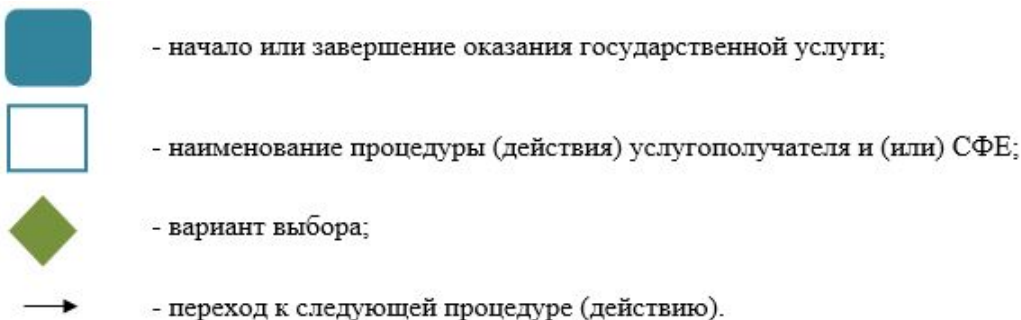 - начало или завершение оказания государственной услуги;
- наименование процедуры (действия) услугополучателя и (или) СФЕ;
- вариант выбора;
- переход к следующей процедуре (действию).